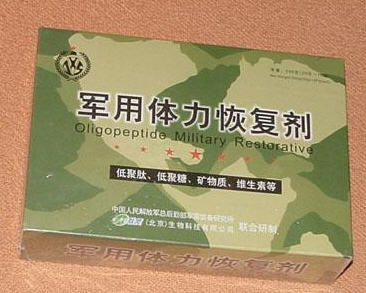 军用体力恢复剂
Oligopeptide Military Restorative
低聚肽、低聚糖、矿物质、维生素等
中国人民解放军总后勤部军需装备研究所
(北京)生物科技有限公司 联合研制
军用体力恢复剂